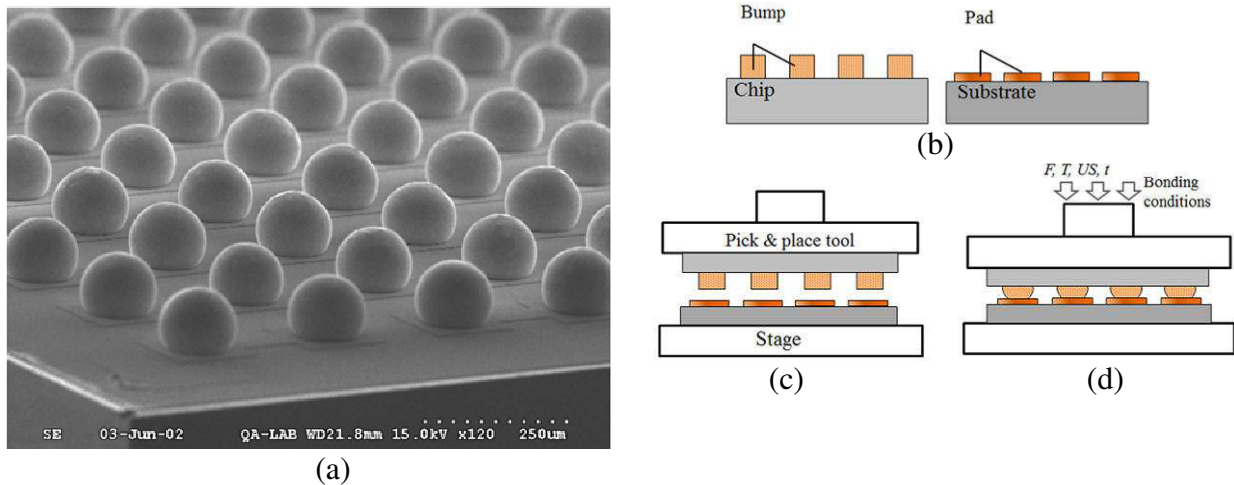 SE 03-Jun-02 QA-LAB WD21.8mm 15.0kV x120 250um
(a)
Bump
Pad
Chip
Substrate
(b)
Pick & place tool
Stage
(c)
F, T, US, t
Bonding
conditions
(d)